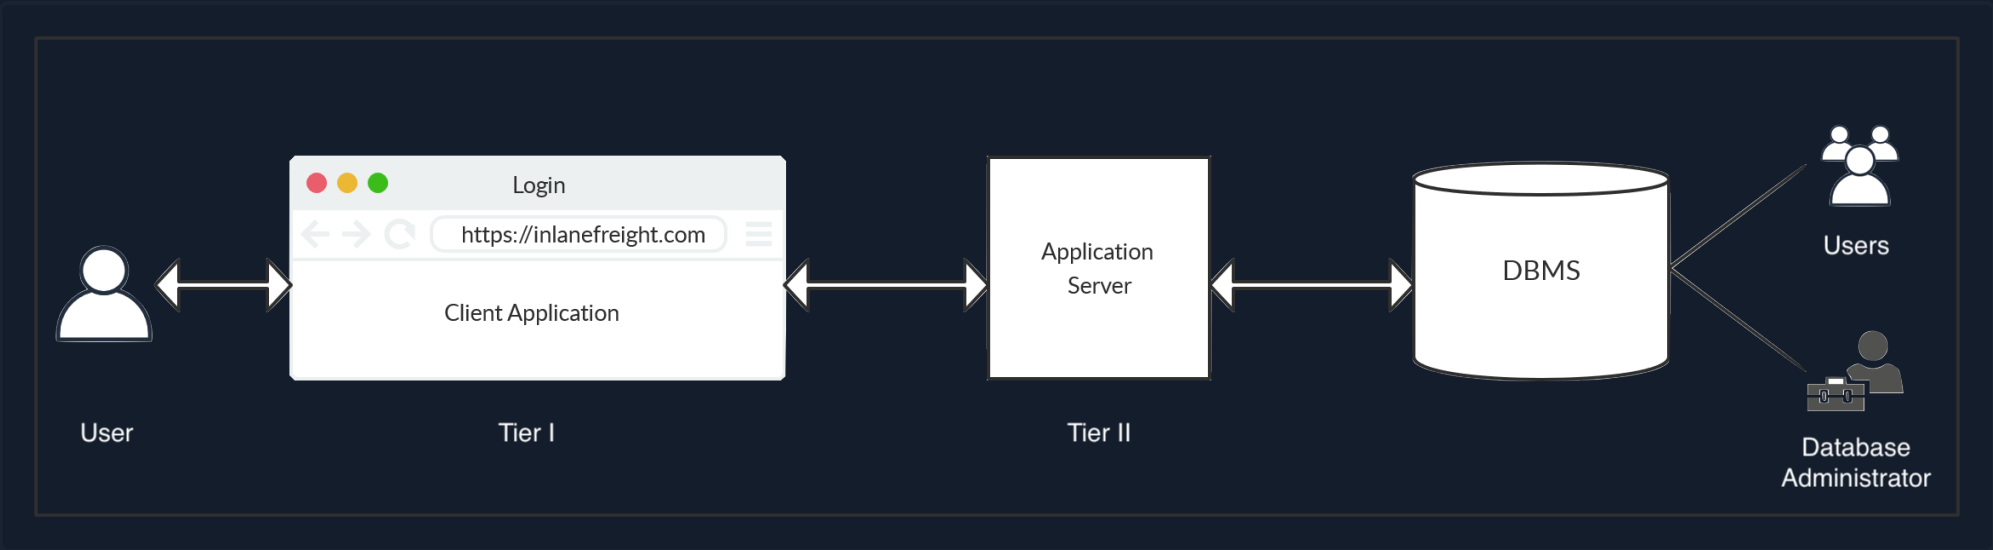 Login
https://inlanefreight.com
Client Application
Application
Server
DBMS
Users
User
Tier I
Tier II
Database
Administrator